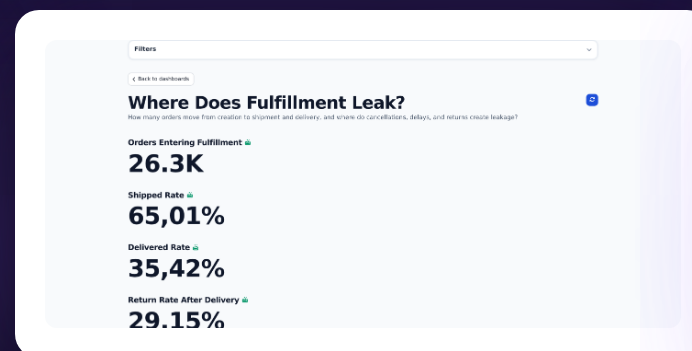 Filters
Back to dashboards
Where Does Fulfillment Leak?
How many orders move from creation to shipment and delivery, and where do cancellations, delays, and returns create leakage?
Orders Entering Fulfillment
26.3K
Shipped Rate
65,01%
Delivered Rate
35,42%
Return Rate After Delivery
29.15%